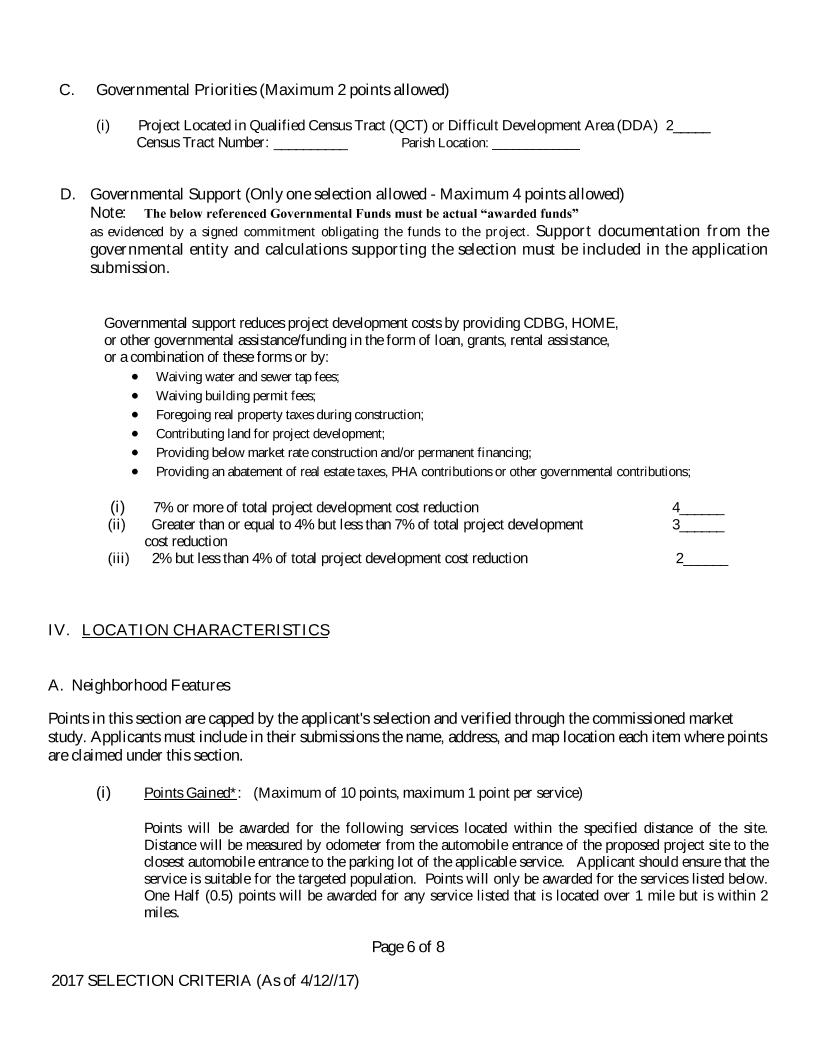 C. Governmental Priorities (Maximum 2 points allowed)
(i) Project Located in Qualified Census Tract (QCT) or Difficult Development Area (DDA) 2_____
Census Tract Number: __________ Parish Location: ____________
D. Governmental Support (Only one selection allowed - Maximum 4 points allowed)
Note: The below referenced Governmental Funds must be actual “awarded funds”
as evidenced by a signed commitment obligating the funds to the project. Support documentation from the
governmental entity and calculations supporting the selection must be included in the application
submission.
Governmental support reduces project development costs by providing CDBG, HOME,
or other governmental assistance/funding in the form of loan, grants, rental assistance,
or a combination of these forms or by:
• Waiving water and sewer tap fees;
• Waiving building permit fees;
• Foregoing real property taxes during construction;
• Contributing land for project development;
• Providing below market rate construction and/or permanent financing;
• Providing an abatement of real estate taxes, PHA contributions or other governmental contributions;
(i) 7% or more of total project development cost reduction 4______
(ii) Greater than or equal to 4% but less than 7% of total project development 3______
cost reduction
(iii) 2% but less than 4% of total project development cost reduction 2______
IV. LOCATION CHARACTERISTICS
A. Neighborhood Features
Points in this section are capped by the applicant's selection and verified through the commissioned market
study. Applicants must include in their submissions the name, address, and map location each item where points
are claimed under this section.
(i) Points Gained*: (Maximum of 10 points, maximum 1 point per service)
Points will be awarded for the following services located within the specified distance of the site.
Distance will be measured by odometer from the automobile entrance of the proposed project site to the
closest automobile entrance to the parking lot of the applicable service. Applicant should ensure that the
service is suitable for the targeted population. Points will only be awarded for the services listed below.
One Half (0.5) points will be awarded for any service listed that is located over 1 mile but is within 2
miles.
Page 6 of 8
2017 SELECTION CRITERIA (As of 4/12//17)